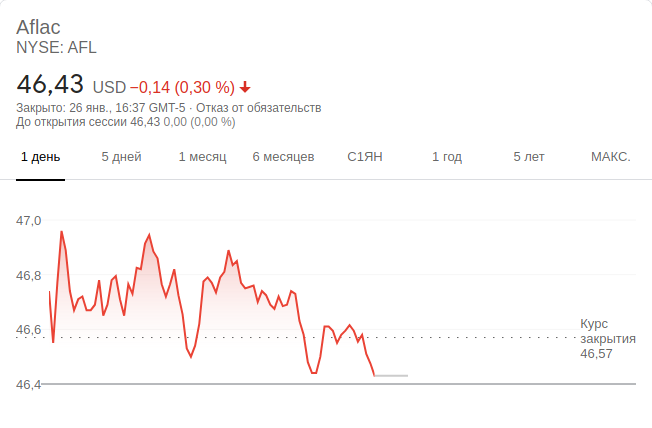 Aflac
NYSE: AFL
46,43 USD −0,14 (0,30 %)
Закрыто: 26 янв., 16:37 GMT-5 · Отказ от обязательств
До открытия сессии 46,43 0,00 (0,00 %)
1 день 5 дней 1 месяц 6 месяцев С1ЯН 1 год 5 лет МАКС.
47,0
46,8
46,6
46,4
Курс
закрытия
46,57